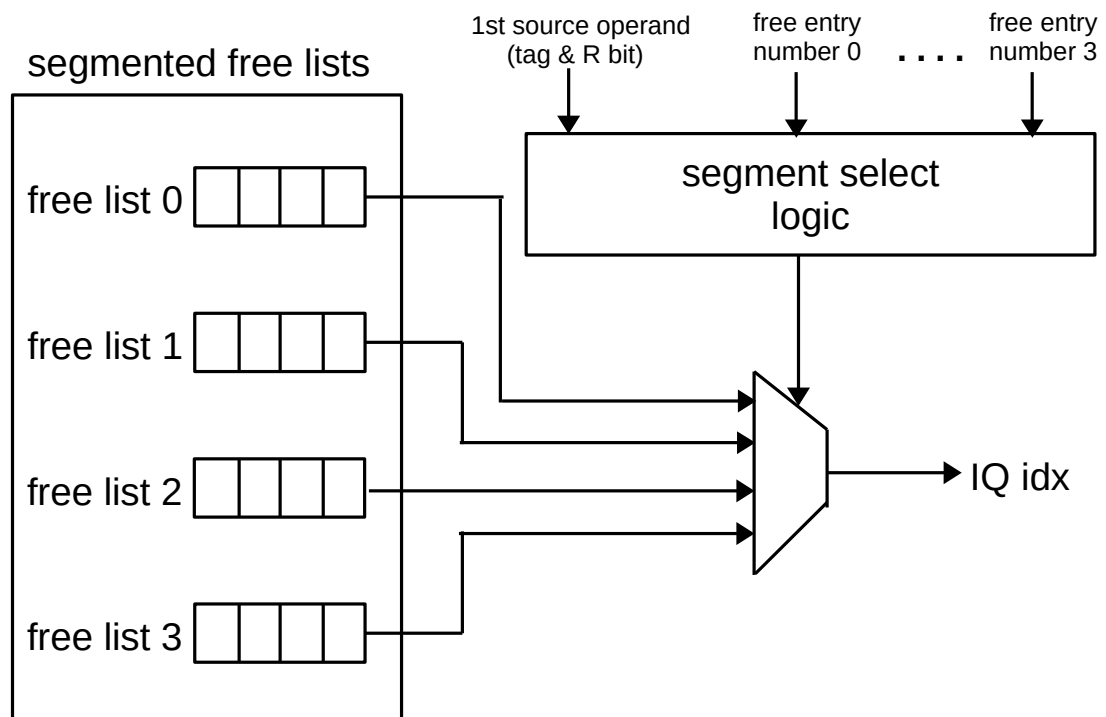 segmented free lists
1st source operand
(tag & R bit)
free entry
number 0
. . . .
free entry
number 3
segment select
logic
free list 0
free list 1
free list 2
free list 3
IQ idx